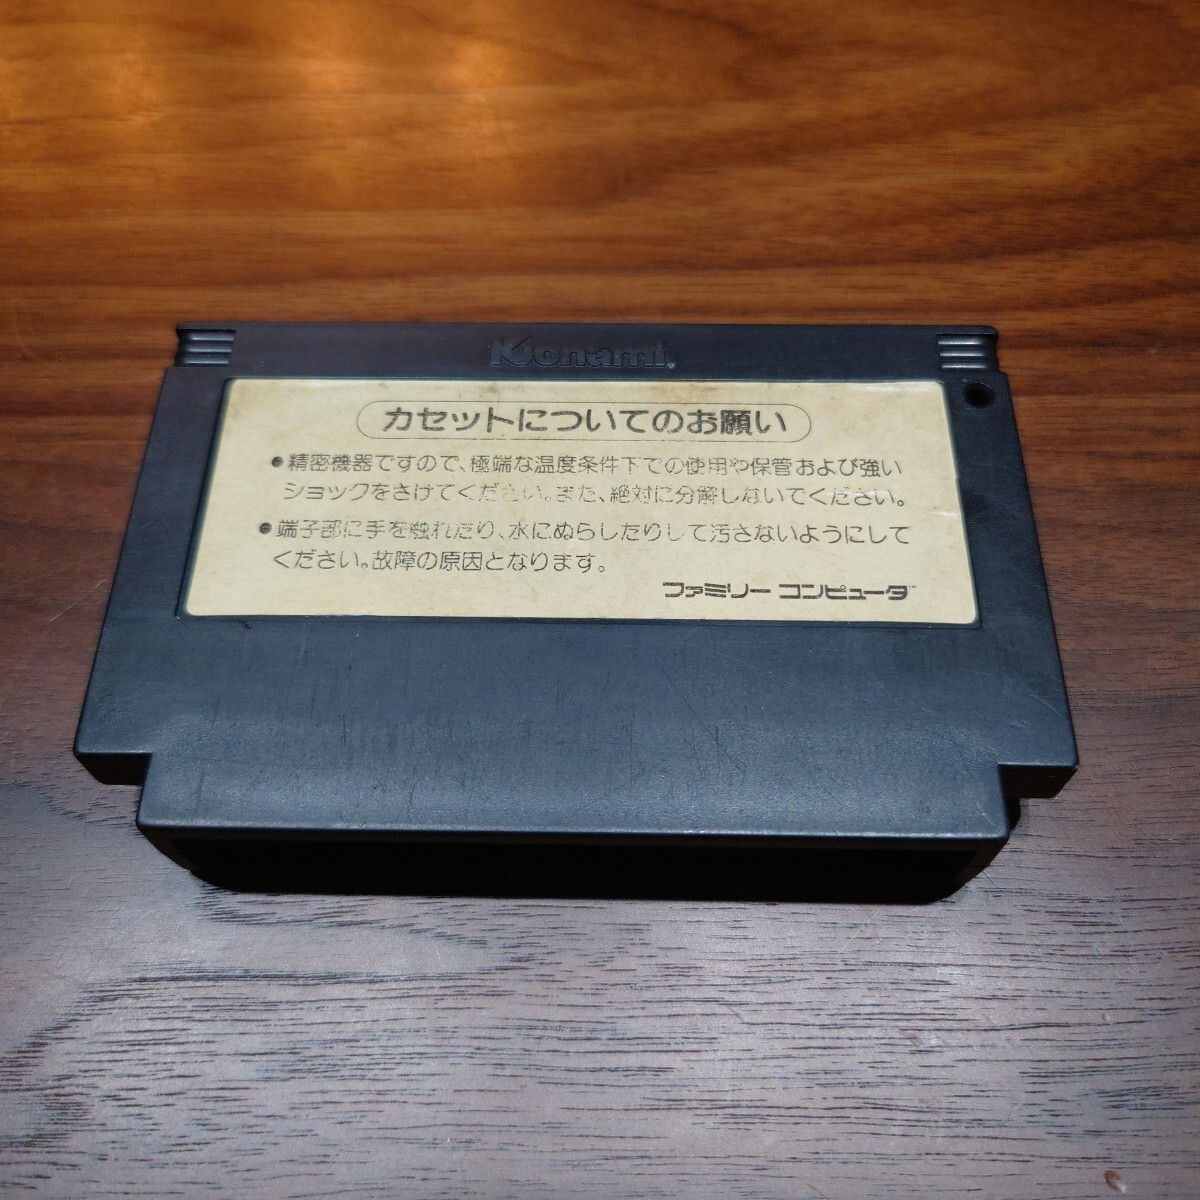 Konami
カセットについてのお願い
●精密機器ですので、極端な温度条件下での使用や保管および強い
ショックをさけてください。また、絶対に分解しないでください。
●端子部に手を触れたり、水にぬらしたりして汚さないようにして
ください。故障の原因となります。
ファミリー コンピュータ™